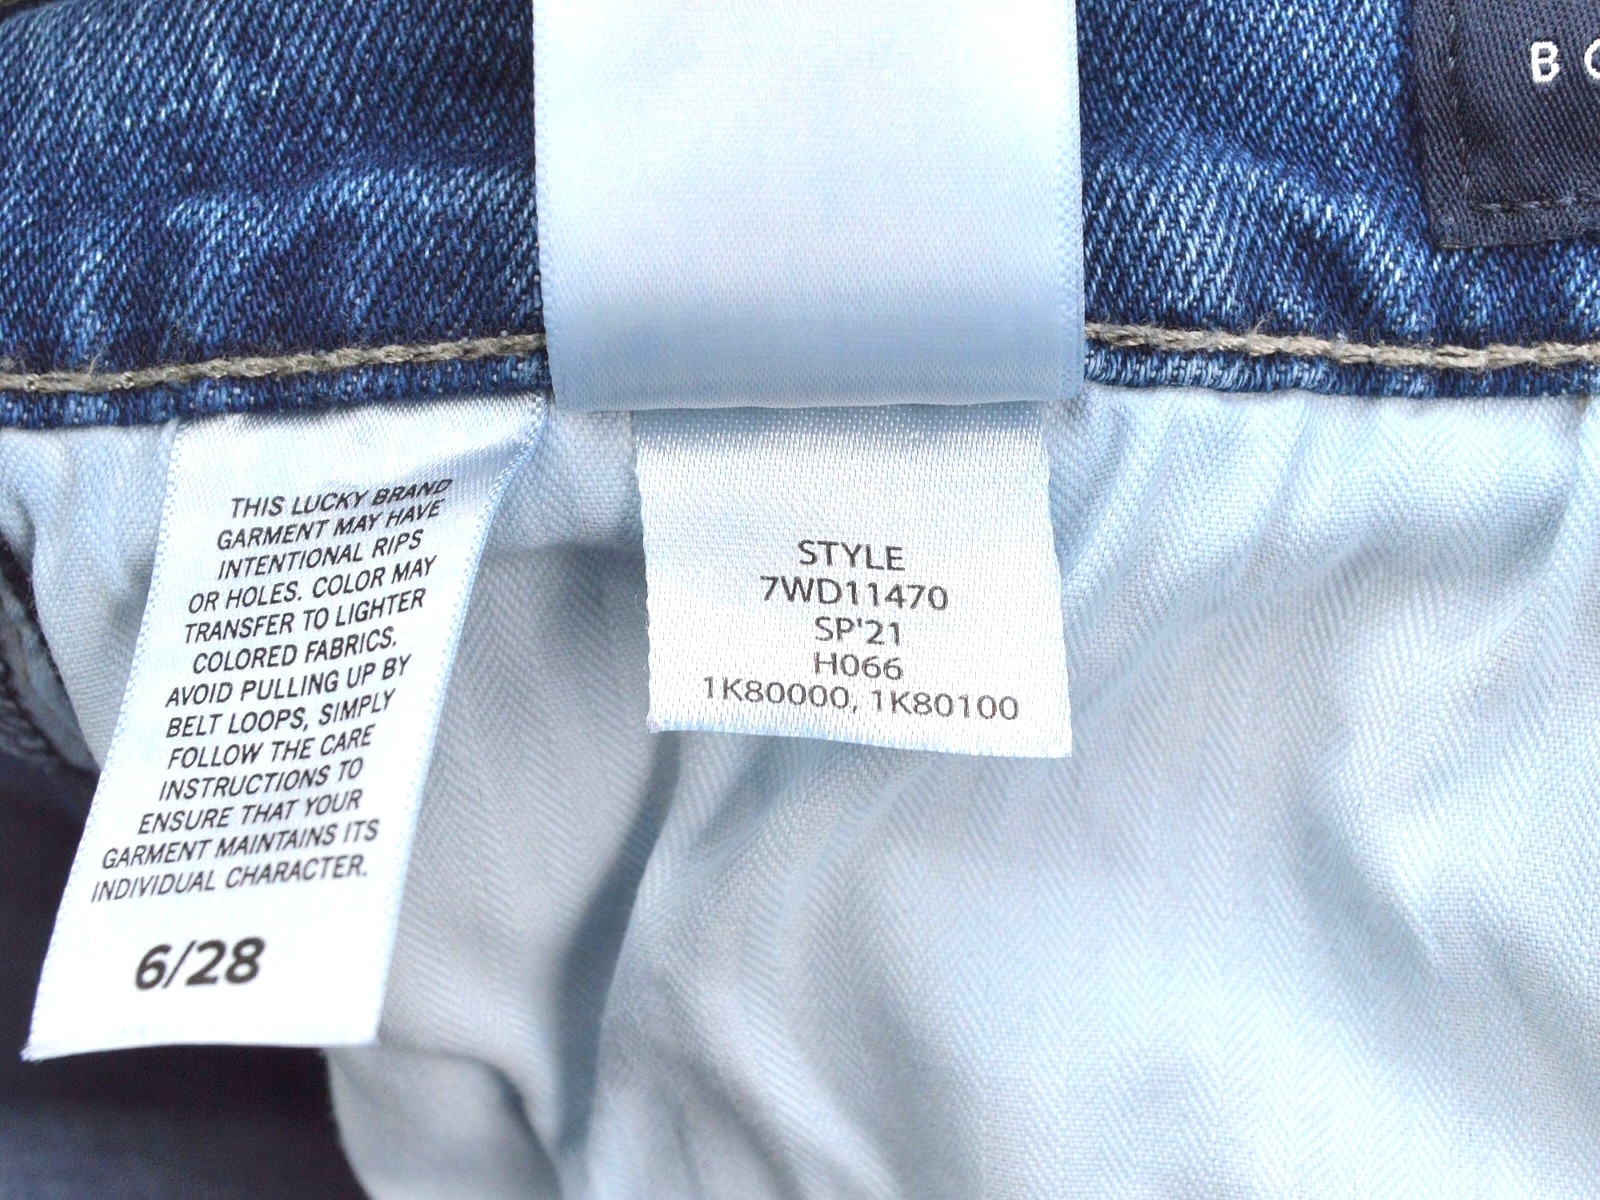 THIS LUCKY BRAND
GARMENT MAY HAVE
INTENTIONAL RIPS
OR HOLES. COLOR MAY
TRANSFER TO LIGHTER
COLORED FABRICS.
AVOID PULLING UP BY
BELT LOOPS, SIMPLY
FOLLOW THE CARE
INSTRUCTIONS TO
ENSURE THAT YOUR
GARMENT MAINTAINS ITS
INDIVIDUAL CHARACTER.
6/28
STYLE
7WD11470
SP'21
H066
1K80000, 1K80100